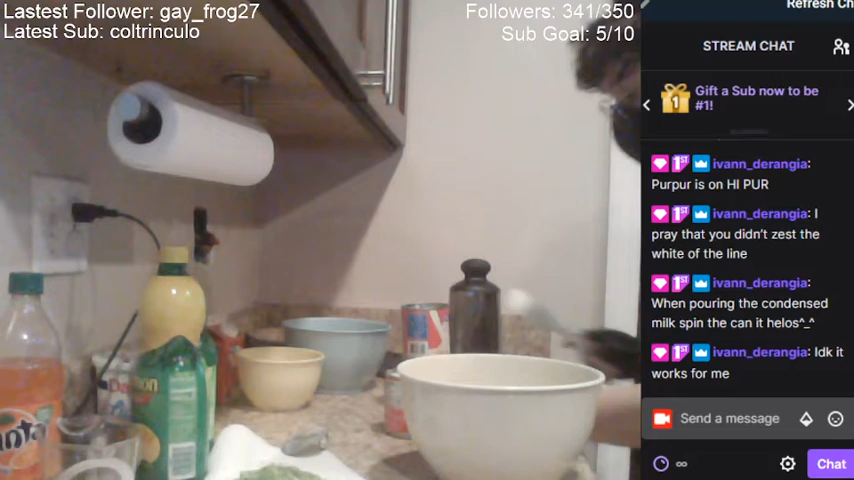 Lastest Follower: gay_frog27
Latest Sub: coltrinculo
Followers: 341/350
Sub Goal: 5/10
Refresh Ch
STREAM CHAT
Gift a Sub now to be
#1!
1
ivann_derangia:
Purpur is on HI PUR
ivann_derangia: I
pray that you didn't zest the
white of the line
ivann_derangia:
When pouring the condensed
milk spin the can it helos^_^
ivann_derangia: Idk it
works for me
Send a message
∞
Chat